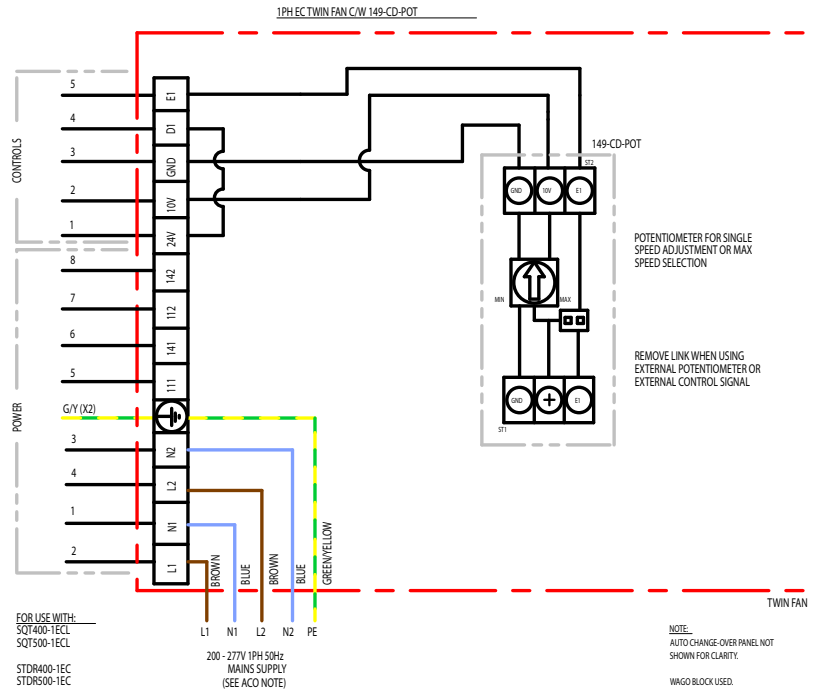 1PH EC TWIN FAN C/W 149-CD-POT
CONTROLS
5
4
3
2
1
E1
D1
GND
10V
24V
POWER
8
7
6
5
G/Y (X2)
3
4
1
2
142
112
141
111
N2
L2
N1
L1
BROWN
BLUE
BROWN
BLUE
GREEN/YELLOW
L1 N1 L2 N2 PE
200 - 277V 1PH 50Hz
MAINS SUPPLY
(SEE ACO NOTE)
149-CD-POT
ST2
GND 10V E1
MIN MAX
GND + E1
ST1
POTENTIOMETER FOR SINGLE
SPEED ADJUSTMENT OR MAX
SPEED SELECTION
REMOVE LINK WHEN USING
EXTERNAL POTENTIOMETER OR
EXTERNAL CONTROL SIGNAL
TWIN FAN
FOR USE WITH:
SQT400-1ECL
SQT500-1ECL
STDR400-1EC
STDR500-1EC
NOTE:
AUTO CHANGE-OVER PANEL NOT
SHOWN FOR CLARITY.
WAGO BLOCK USED.